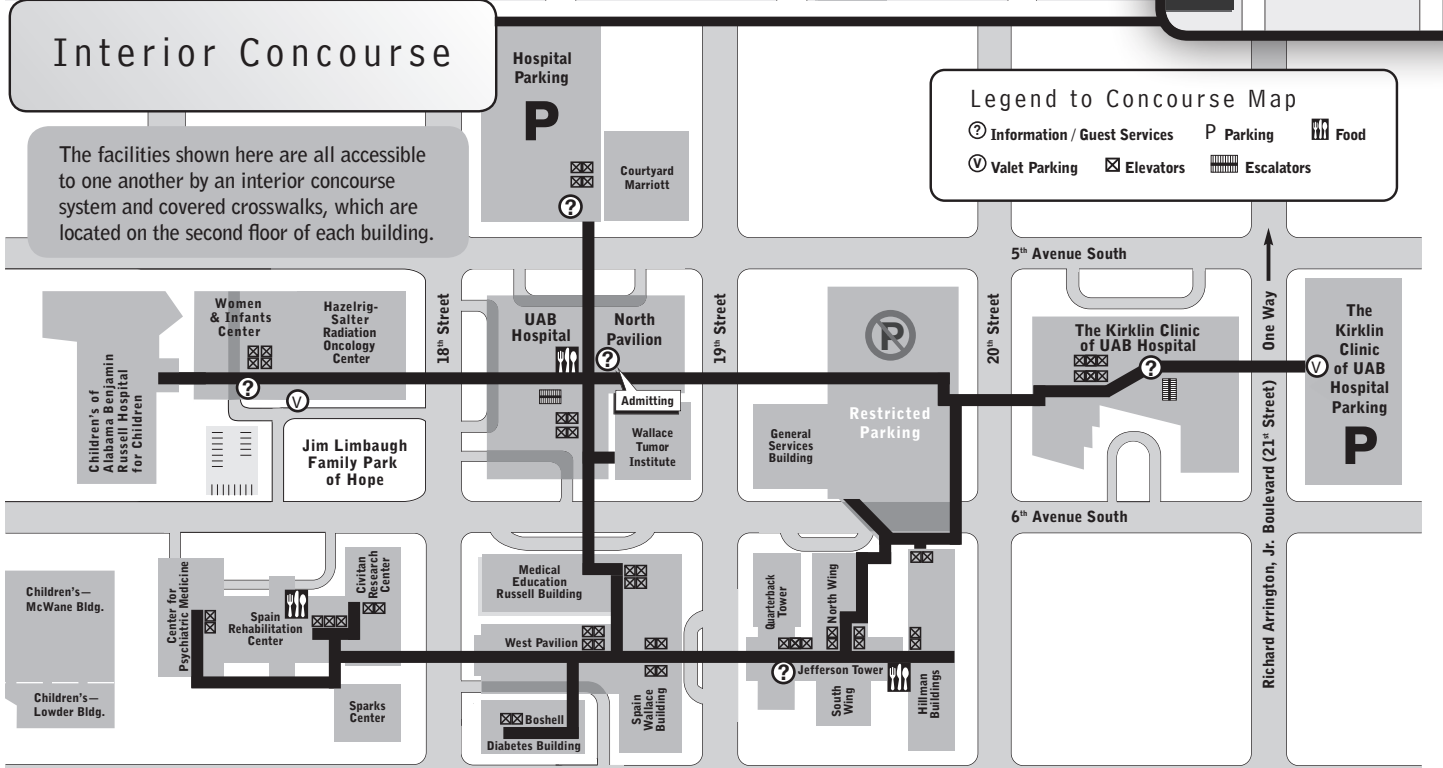 Interior Concourse
The facilities shown here are all accessible
to one another by an interior concourse
system and covered crosswalks, which are
located on the second floor of each building.
Hospital
Parking
P
?
Courtyard
Marriott
Legend to Concourse Map
? Information / Guest Services
P Parking
Food
V Valet Parking
Elevators
Escalators
5th Avenue South
Women
& Infants
Center
?
Hazelrig-
Salter
Radiation
Oncology
Center
V
Children's of
Alabama Benjamin
Russell Hospital
for Children
Jim Limbaugh
Family Park
of Hope
18th Street
UAB
Hospital
North
Pavilion
?
Admitting
Wallace
Tumor
Institute
19th Street
P
Restricted
Parking
General
Services
Building
20th Street
The Kirklin Clinic
of UAB Hospital
?
Richard Arrington, Jr. Boulevard (21st Street) One Way
V
The
Kirklin
Clinic
of UAB
Hospital
Parking
P
6th Avenue South
Children's—
McWane Bldg.
Children's—
Lowder Bldg.
Center for
Psychiatric Medicine
Spain
Rehabilitation
Center
Civitan
Research
Center
Sparks
Center
Medical
Education
Russell Building
West Pavilion
Boshell
Diabetes Building
Spain
Wallace
Building
Quarterback
Tower
North Wing
?
Jefferson Tower
South
Wing
Hillman
Buildings